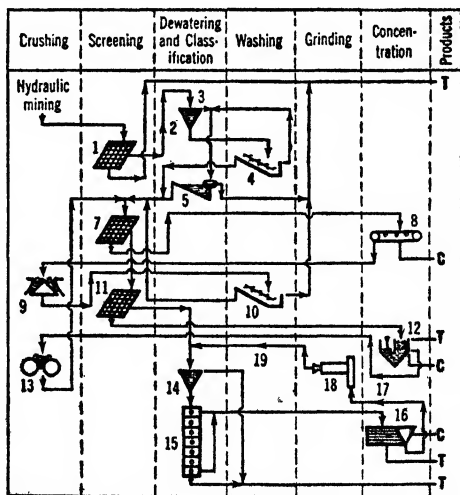 Crushing
Screening
Dewatering
and Class-
ification
Washing
Grinding
Concen-
tration
Products
Hydraulic
mining
T
3
2
1
4
5
7
8
C
9
11
10
12
T
C
13
19
18
17
14
16
15
C
T
T